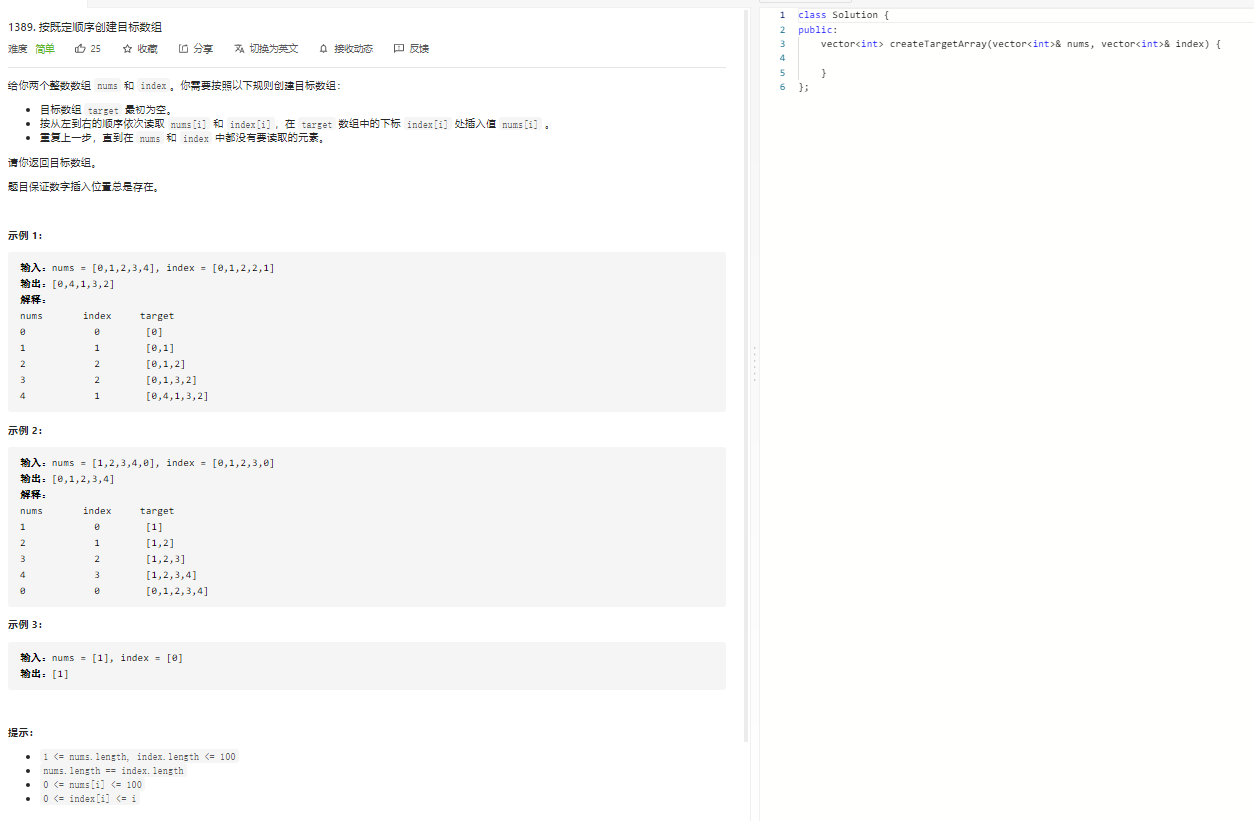 1389. 按既定顺序创建目标数组
难度 简单 25 收藏 分享 切换为英文 接收动态 反馈
给你两个整数数组 nums 和 index。你需要按照以下规则创建目标数组：
目标数组 target 最初为空。
按从左到右的顺序依次读取 nums[i] 和 index[i]，在 target 数组中的下标 index[i] 处插入值 nums[i] 。
重复上一步，直到在 nums 和 index 中都没有要读取的元素。
请你返回目标数组。
题目保证数字插入位置总是存在。
示例 1：
输入：nums = [0,1,2,3,4], index = [0,1,2,2,1]
输出：[0,4,1,3,2]
解释：
nums index target
0 0 [0]
1 1 [0,1]
2 2 [0,1,2]
3 2 [0,1,3,2]
4 1 [0,4,1,3,2]
示例 2：
输入：nums = [1,2,3,4,0], index = [0,1,2,3,0]
输出：[0,1,2,3,4]
解释：
nums index target
1 0 [1]
2 1 [1,2]
3 2 [1,2,3]
4 3 [1,2,3,4]
0 0 [0,1,2,3,4]
示例 3：
输入：nums = [1], index = [0]
输出：[1]
提示：
1 <= nums.length, index.length <= 100
nums.length == index.length
0 <= nums[i] <= 100
0 <= index[i] <= i
1 class Solution {
2 public:
3 vector<int> createTargetArray(vector<int>& nums, vector<int>& index) {
4
5 }
6 };